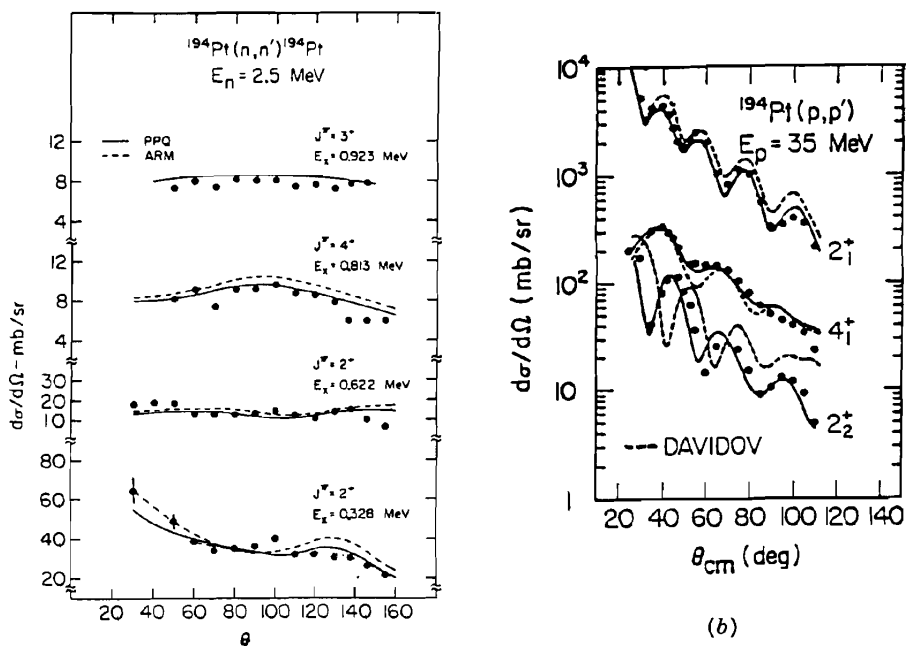 ¹⁹⁴Pt(n,n')¹⁹⁴Pt
Eₙ = 2.5 MeV
PPQ
ARM
Jᵖⁱ = 3⁺
Eₓ = 0.923 MeV
12
8
4
Jᵖⁱ = 4⁺
Eₓ = 0.813 MeV
12
8
4
Jᵖⁱ = 2⁺
Eₓ = 0.622 MeV
30
20
10
Jᵖⁱ = 2⁺
Eₓ = 0.328 MeV
80
60
40
20
dσ/dΩ - mb/sr
20 40 60 80 100 120 140 160
θ
¹⁹⁴Pt(p,p')
Eₚ = 35 MeV
10⁴
10³
10²
10
1
dσ/dΩ (mb/sr)
2₁⁺
4₁⁺
2₂⁺
DAVIDOV
20 40 60 80 100 120 140
θcm (deg)
(b)